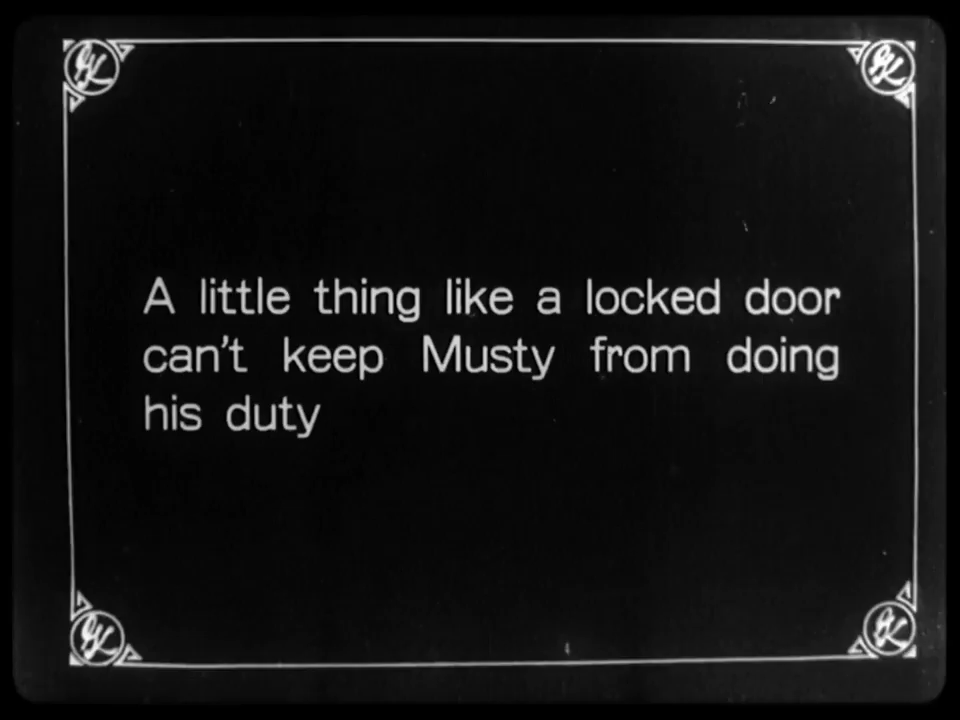 A little thing like a locked door
can't keep Musty from doing
his duty